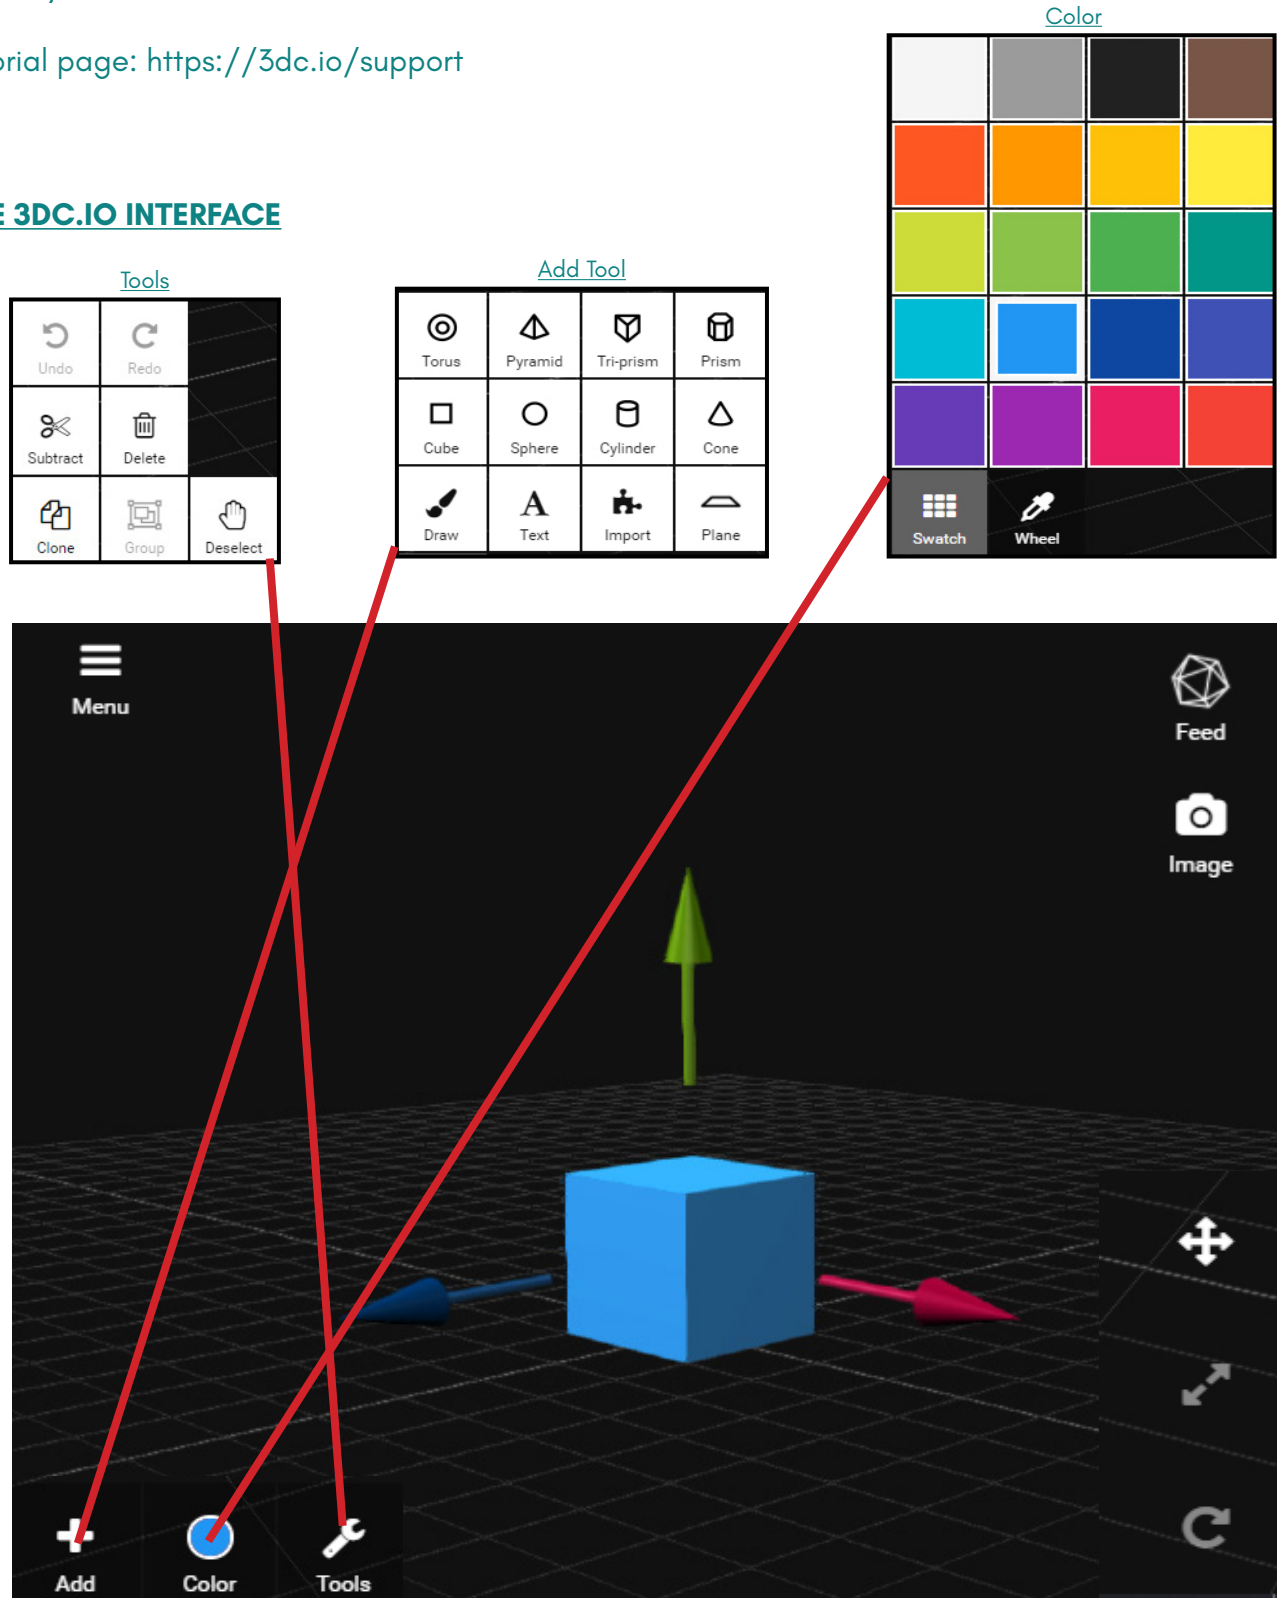 Color
orial page: https://3dc.io/support
E 3DC.IO INTERFACE
Tools
Add Tool
Undo
Redo
Subtract
Delete
Clone
Group
Deselect
Torus
Pyramid
Tri-prism
Prism
Cube
Sphere
Cylinder
Cone
Draw
A
Text
Import
Plane
Swatch
Wheel
Menu
Feed
Image
Add
Color
Tools